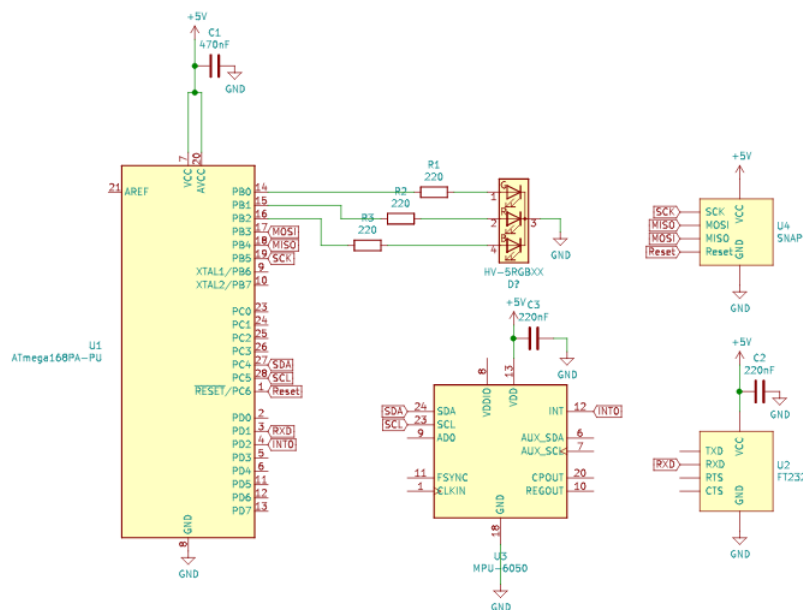 +5V
C1
470nF
GND
7
20
VCC
AVCC
21
AREF
PB0
14
PB1
15
PB2
16
PB3
17
MOSI
PB4
18
MISO
PB5
19
SCK
XTAL1/PB6
9
XTAL2/PB7
10
PC0
23
PC1
24
PC2
25
PC3
26
PC4
27
SDA
PC5
28
SCL
RESET/PC6
1
Reset
PD0
2
PD1
3
RXD
PD2
4
INT0
PD3
5
PD4
6
PD5
11
PD6
12
PD7
13
U1
ATmega168PA-PU
GND
8
GND
R1
220
R2
220
R3
220
G
1
R
2
3
B
4
GND
HV-5RGBXX
D?
+5V
C3
220nF
GND
8
13
VDDIO
VDD
SDA
24
SDA
SCL
23
SCL
9
AD0
11
FSYNC
1
CLKIN
INT
12
INT0
AUX_SDA
6
AUX_SCL
7
CPOUT
20
REGOUT
10
GND
18
U3
MPU-6050
GND
+5V
VCC
SCK
SCK
MISO
MOSI
MOSI
MISO
Reset
Reset
GND
U4
SNAP
GND
+5V
C2
220nF
GND
VCC
TXD
RXD
RXD
RTS
CTS
GND
U2
FT232
GND